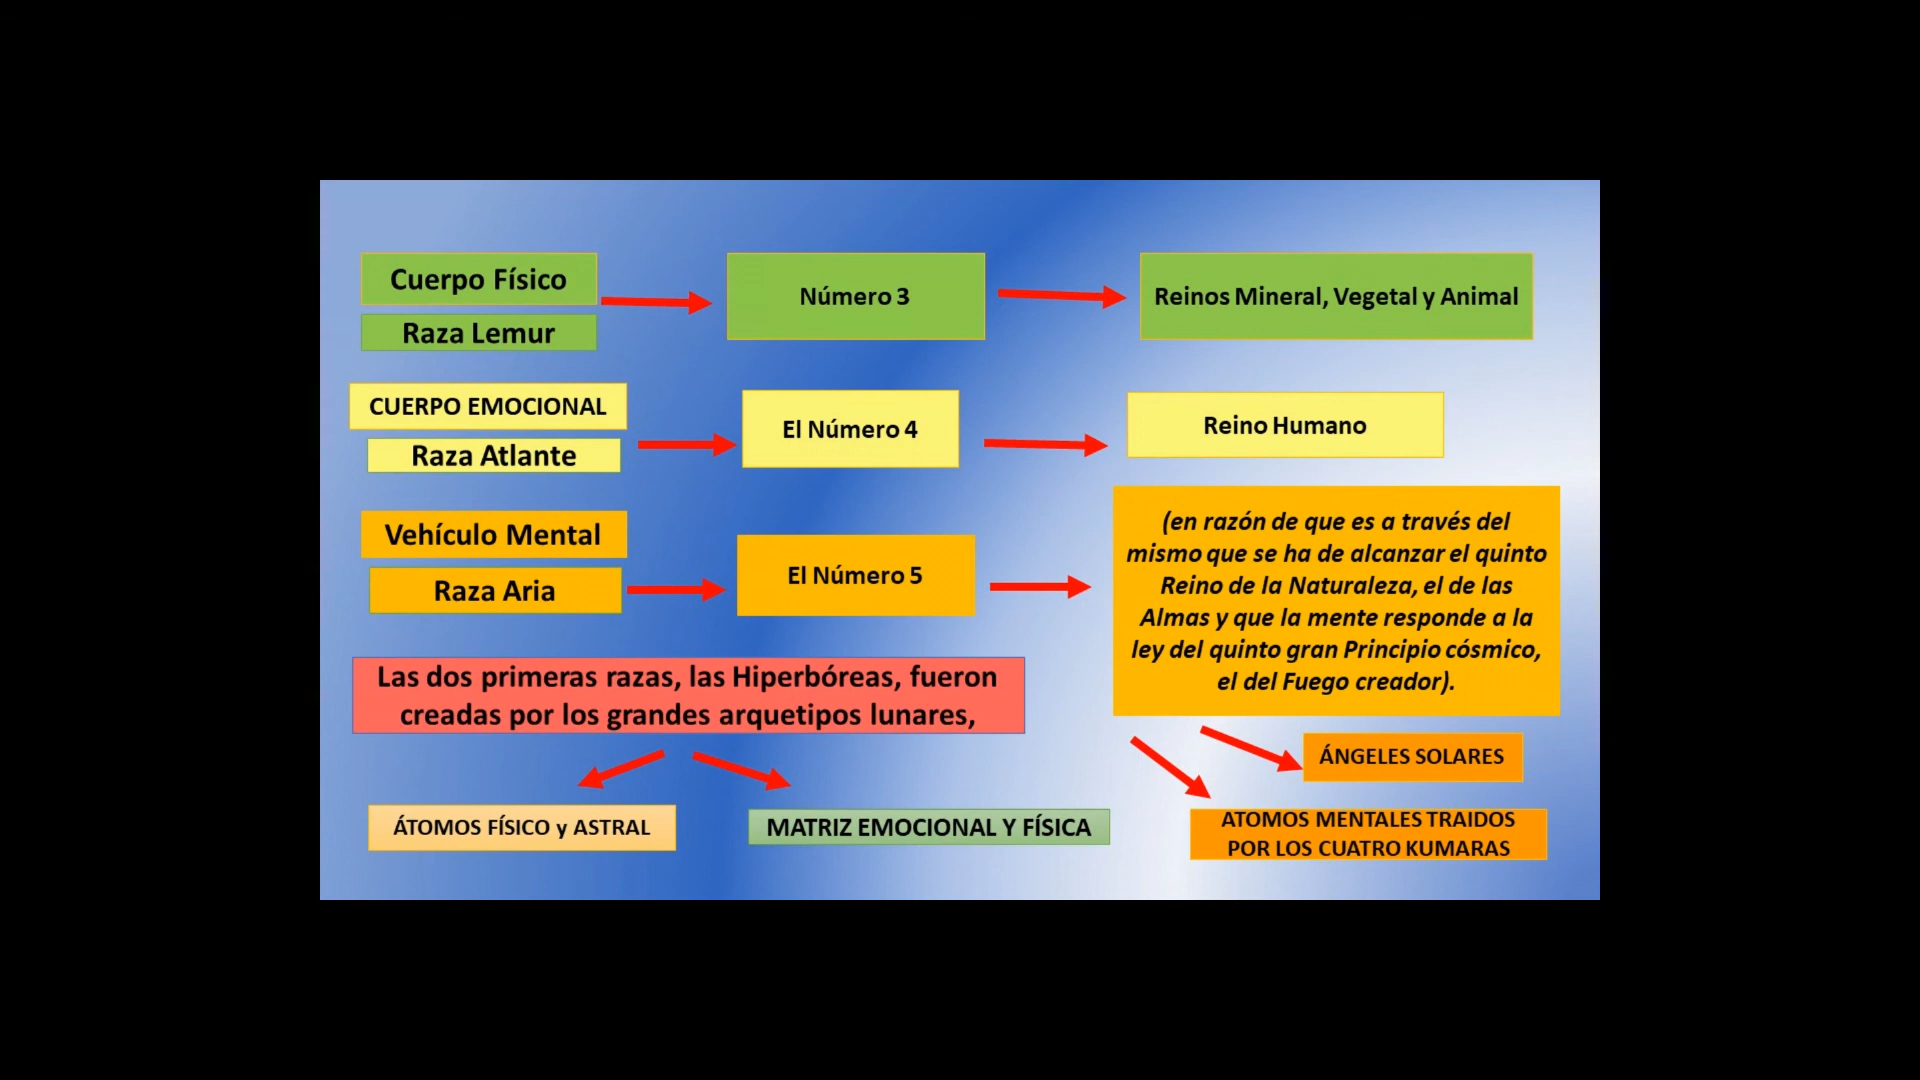 Cuerpo Físico
Raza Lemur
Número 3
Reinos Mineral, Vegetal y Animal
CUERPO EMOCIONAL
Raza Atlante
El Número 4
Reino Humano
Vehículo Mental
Raza Aria
El Número 5
(en razón de que es a través del
mismo que se ha de alcanzar el quinto
Reino de la Naturaleza, el de las
Almas y que la mente responde a la
ley del quinto gran Principio cósmico,
el del Fuego creador).
Las dos primeras razas, las Hiperbóreas, fueron
creadas por los grandes arquetipos lunares,
ÁNGELES SOLARES
ÁTOMOS FÍSICO y ASTRAL
MATRIZ EMOCIONAL Y FÍSICA
ATOMOS MENTALES TRAIDOS
POR LOS CUATRO KUMARAS